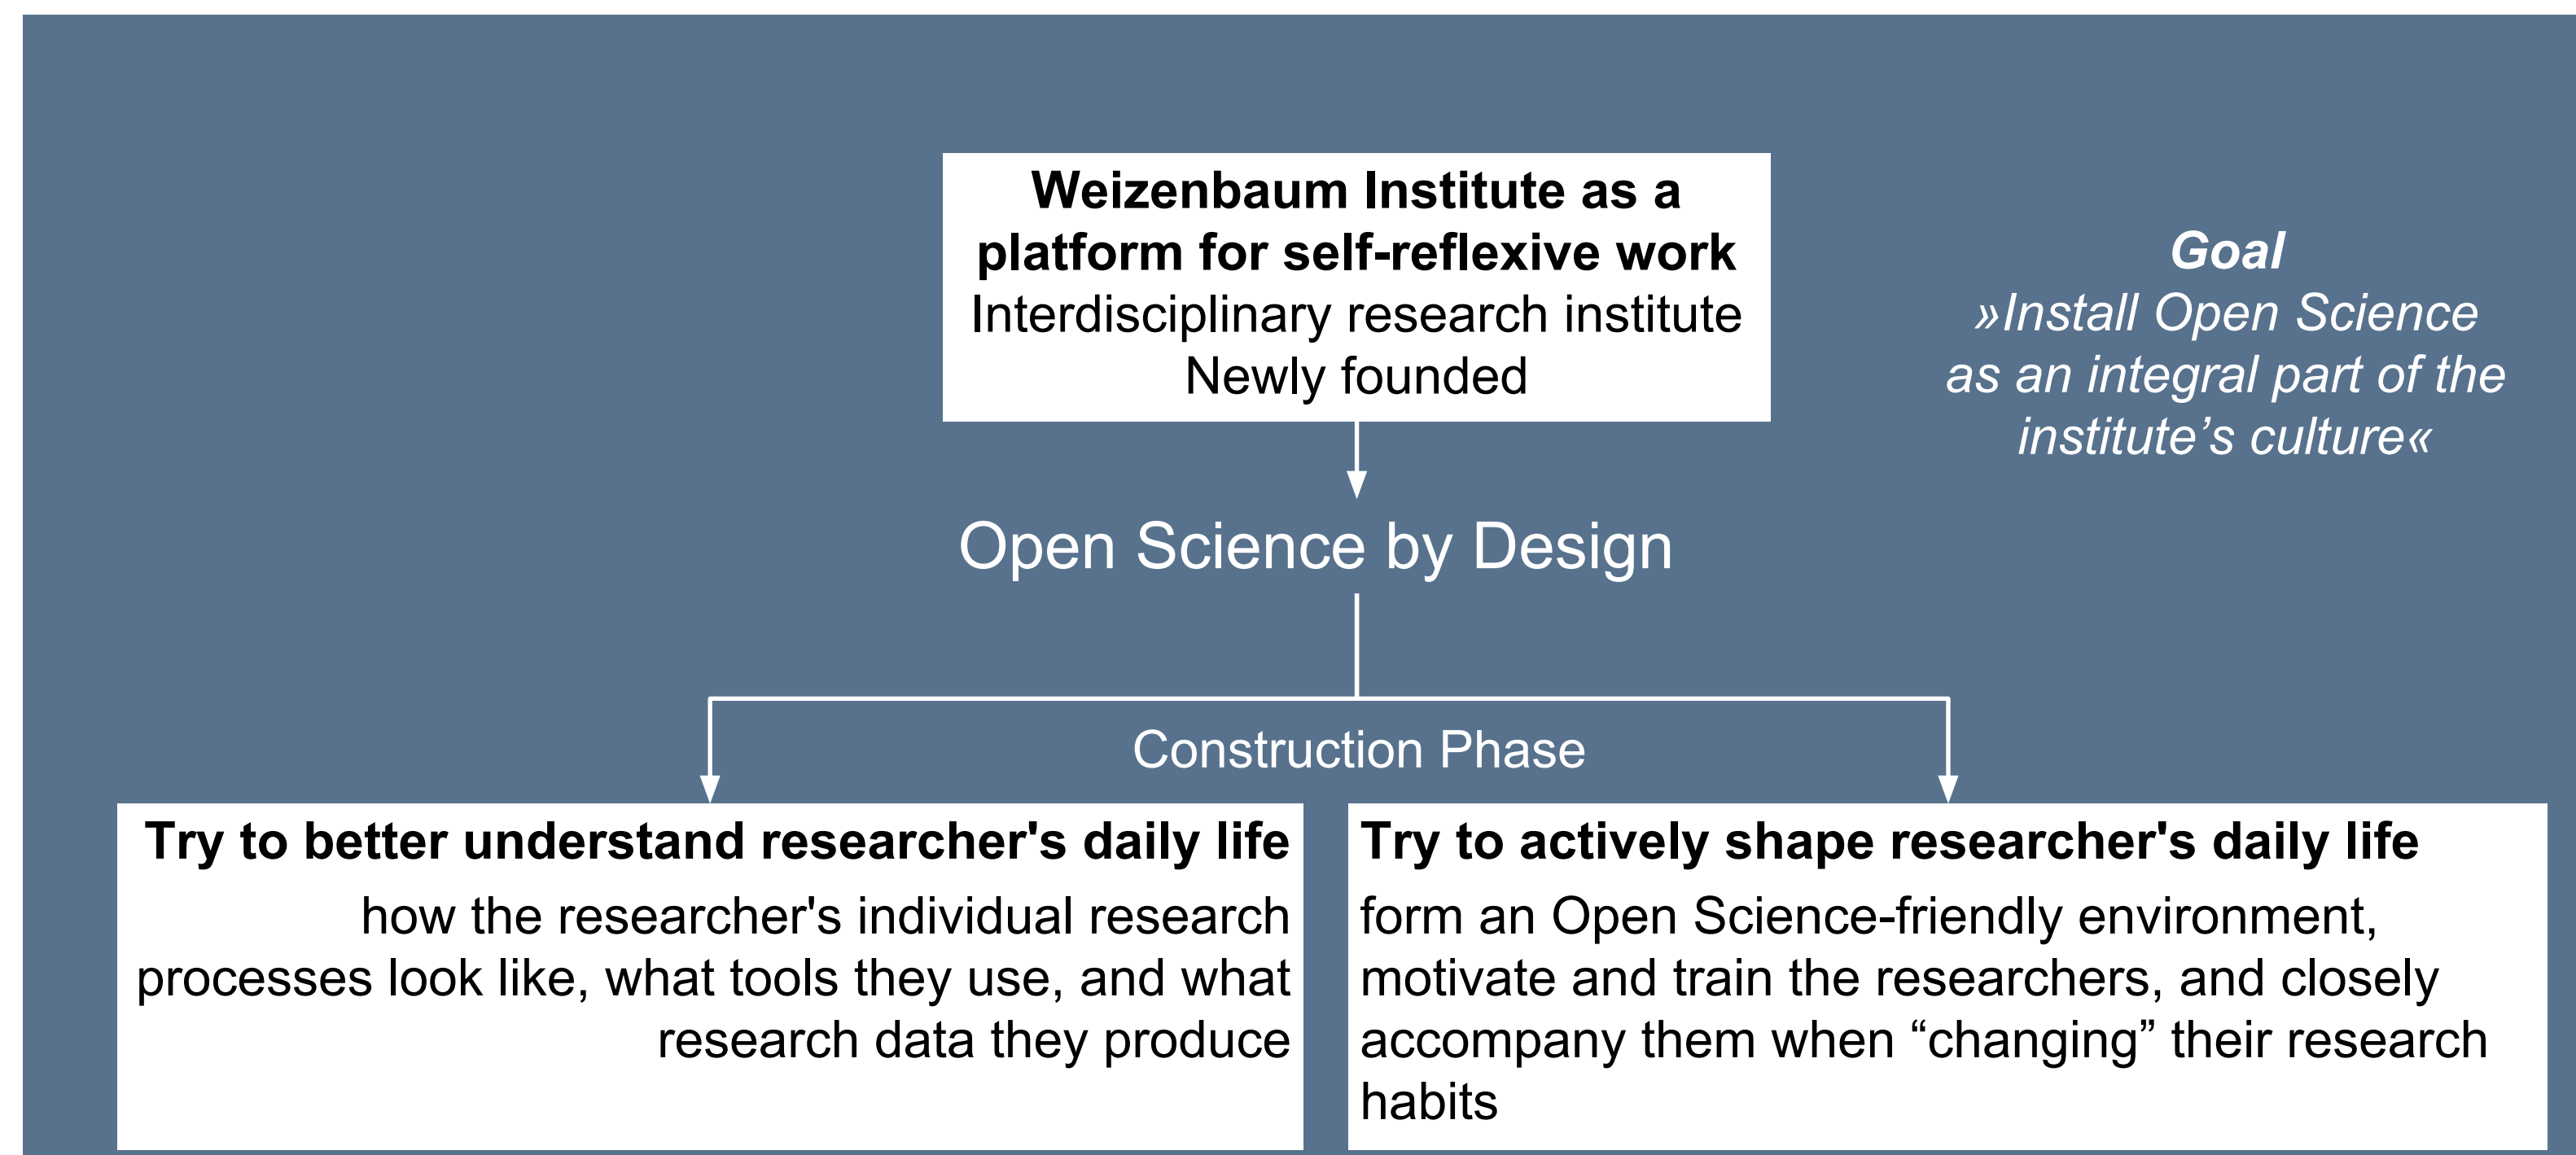 Weizenbaum Institute as a
platform for self-reflexive work
Interdisciplinary research institute
Newly founded
Goal
»Install Open Science
as an integral part of the
institute’s culture«
Open Science by Design
Construction Phase
Try to better understand researcher's daily life
how the researcher's individual research
processes look like, what tools they use, and what
research data they produce
Try to actively shape researcher's daily life
form an Open Science-friendly environment,
motivate and train the researchers, and closely
accompany them when “changing” their research
habits